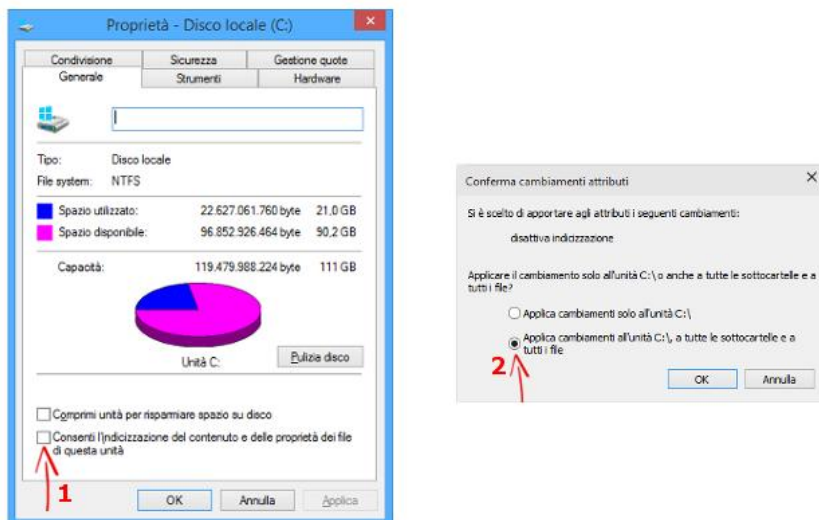 Proprietà - Disco locale (C:)
Condivisione Sicurezza Gestione quote
Generale Strumenti Hardware
Tipo: Disco locale
File system: NTFS
Spazio utilizzato: 22.627.061.760 byte 21,0 GB
Spazio disponibile: 96.852.926.464 byte 90,2 GB
Capacità: 119.479.988.224 byte 111 GB
Unità C:
Pulizia disco
Comprimi unità per risparmiare spazio su disco
Consenti l'indicizzazione del contenuto e delle proprietà dei file
di questa unità
1
OK Annulla Applica
Conferma cambiamenti attributi
Si è scelto di apportare agli attributi i seguenti cambiamenti:
disattiva indicizzazione
Applicare il cambiamento solo all'unità C:\ o anche a tutte le sottocartelle e a
tutti i file?
Applica cambiamenti solo all'unità C:\
Applica cambiamenti all'unità C:\, a tutte le sottocartelle e a
tutti i file
2
OK Annulla